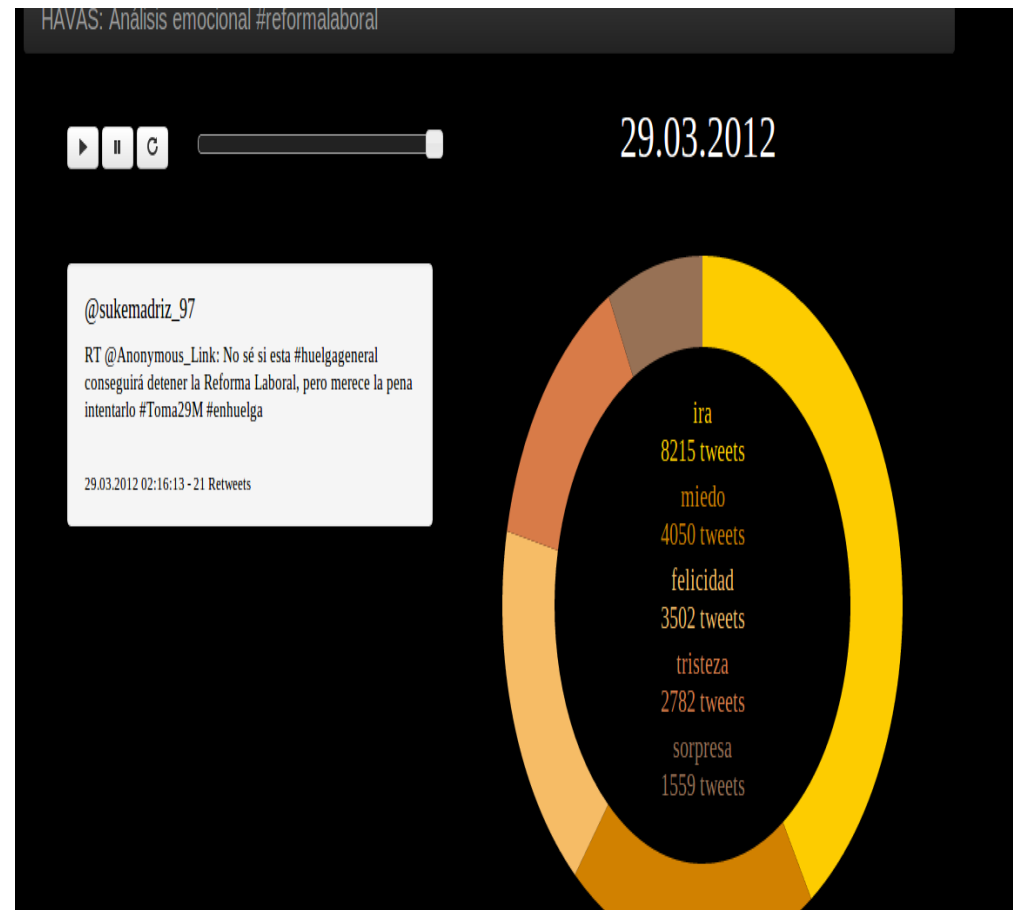 HAVAS: Análisis emocional #reformalaboral
29.03.2012
@sukemadriz_97
RT @Anonymous_Link: No sé si esta #huelgageneral
conseguirá detener la Reforma Laboral, pero merece la pena
intentarlo #Toma29M #enhuelga
29.03.2012 02:16:13 - 21 Retweets
ira
8215 tweets
miedo
4050 tweets
felicidad
3502 tweets
tristeza
2782 tweets
sorpresa
1559 tweets